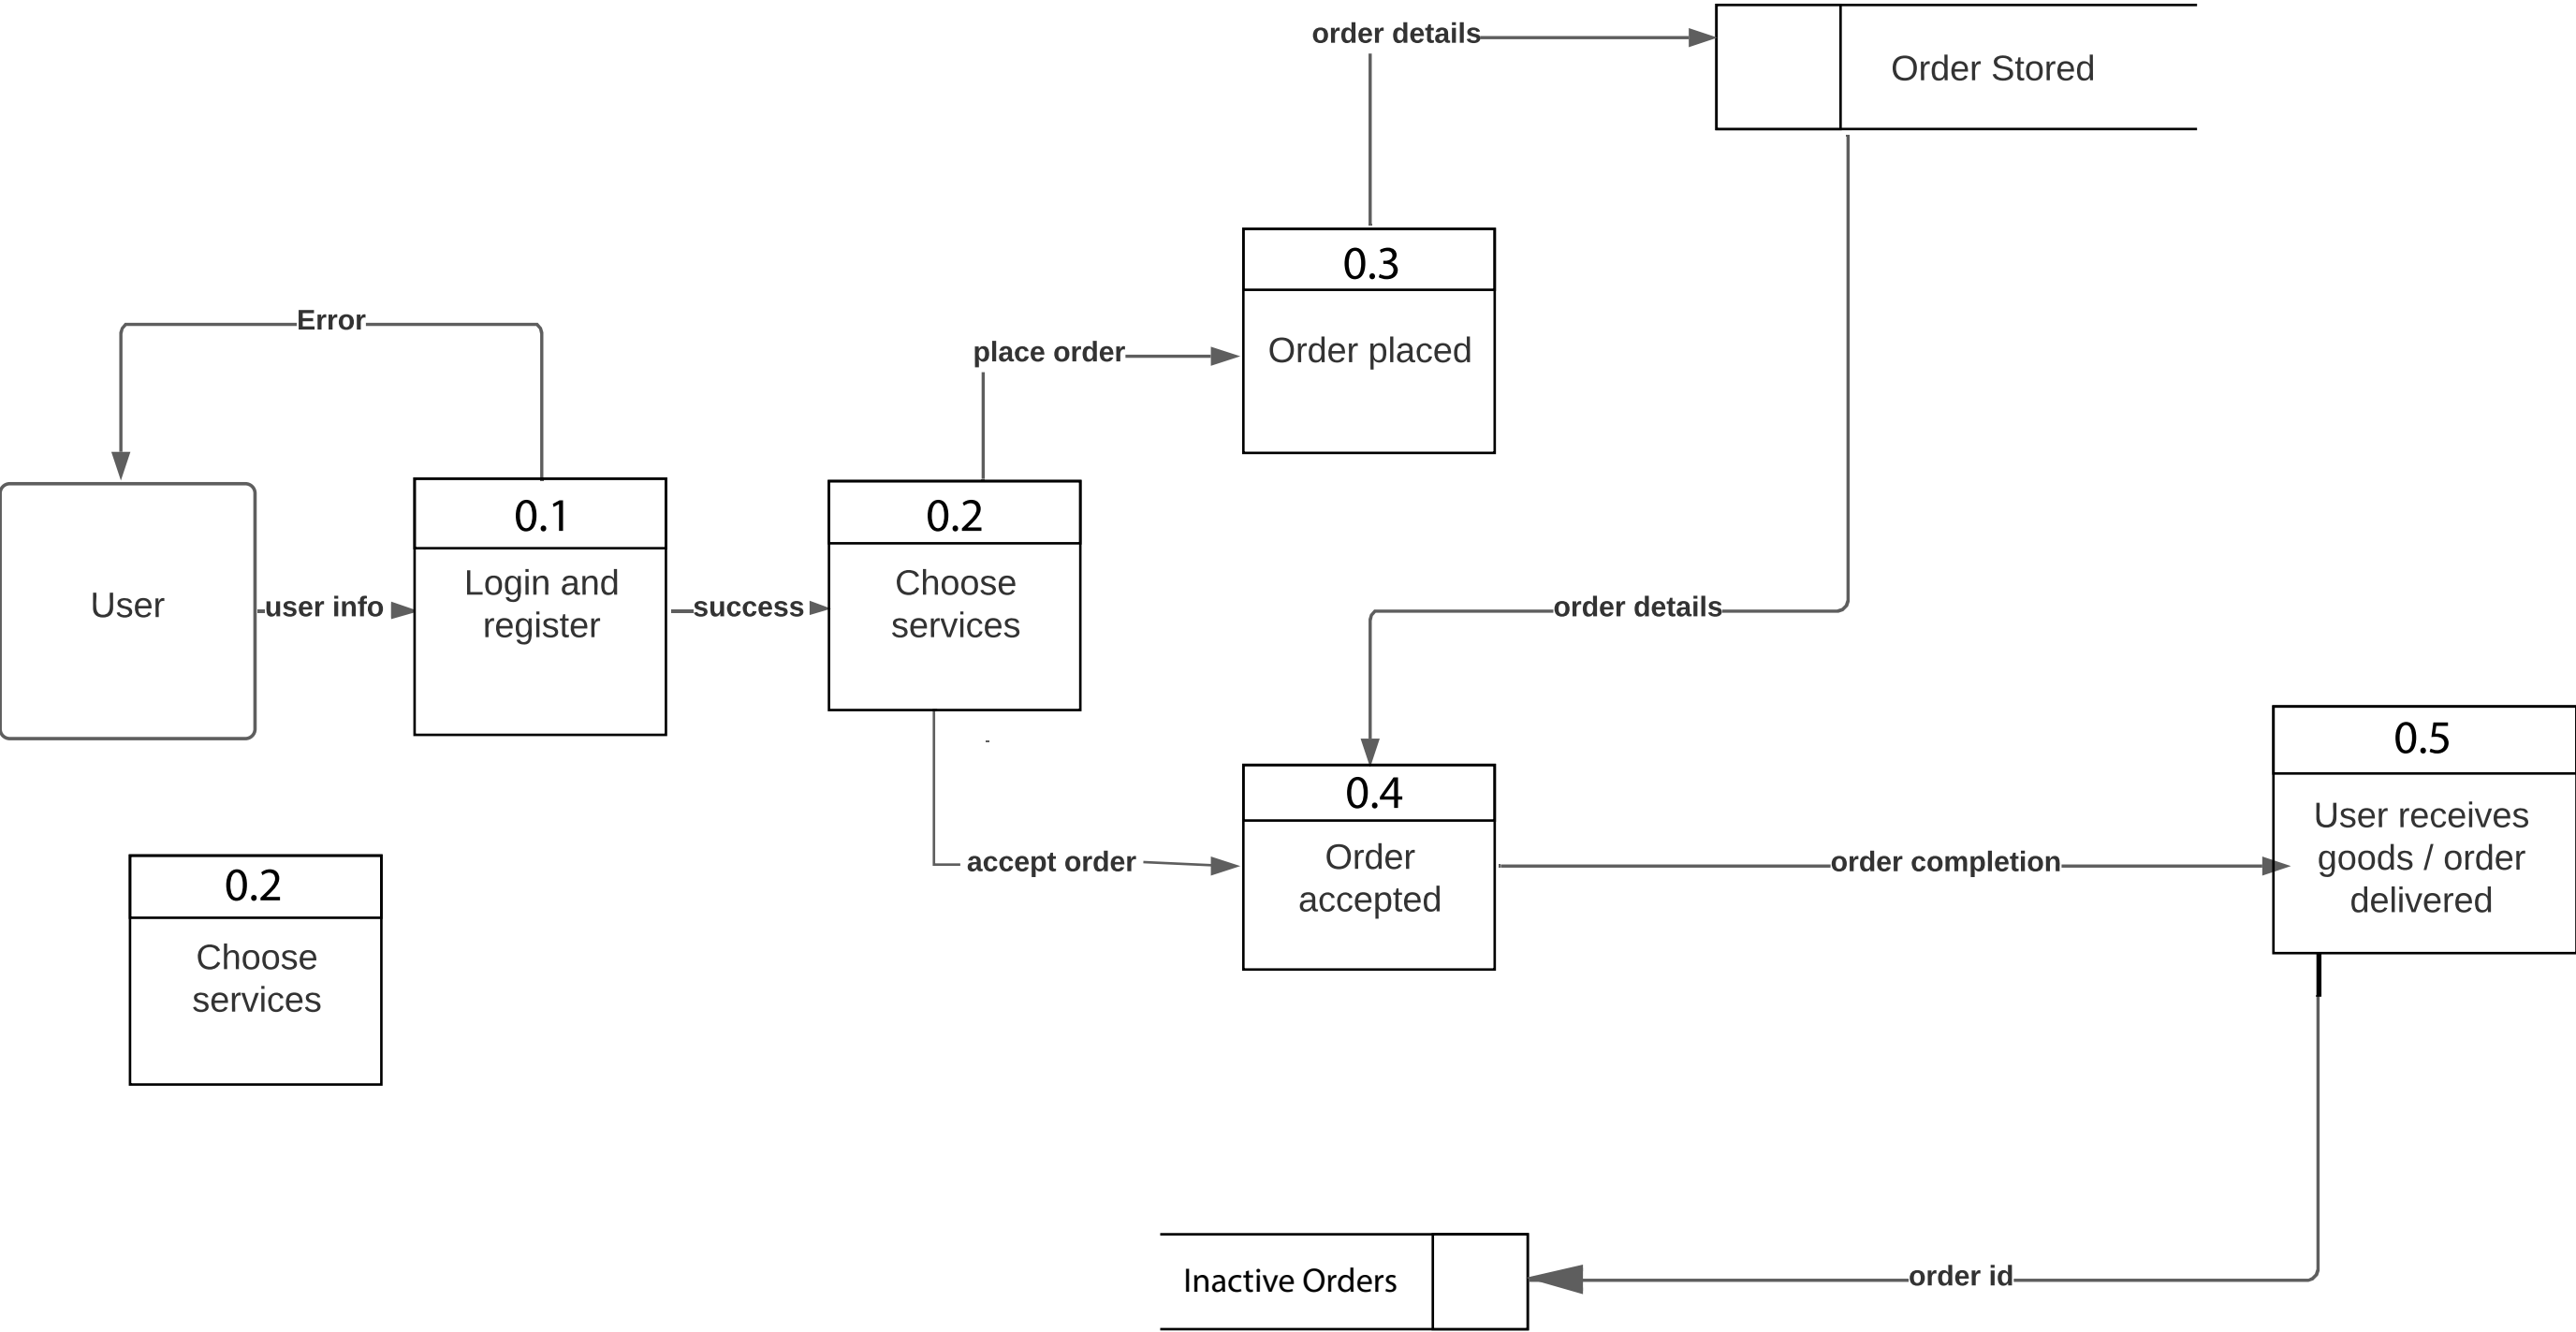 order details
Order Stored
0.3
Order placed
Error
place order
0.1
Login and
register
0.2
Choose
services
User
user info
success
order details
0.4
Order
accepted
accept order
order completion
0.5
User receives
goods / order
delivered
0.2
Choose
services
Inactive Orders
order id